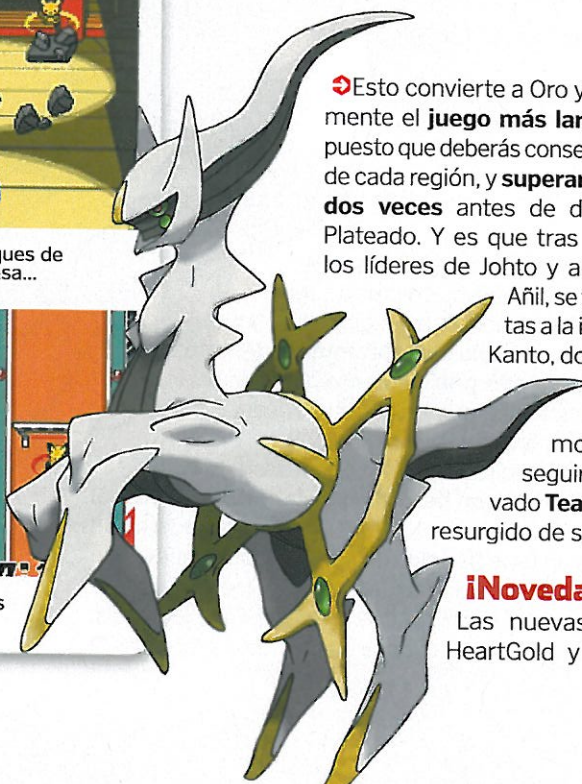 Esto convierte a Oro y
mente el juego más lar
puesto que deberás conse
de cada región, y superar
dos veces antes de d
Plateado. Y es que tras
los líderes de Johto y a
Añil, se
tas a la i
Kanto, do
mo
seguir
vado Tea
resurgido de s
¡Noveda
Las nuevas
HeartGold y
ques de
sa...
s